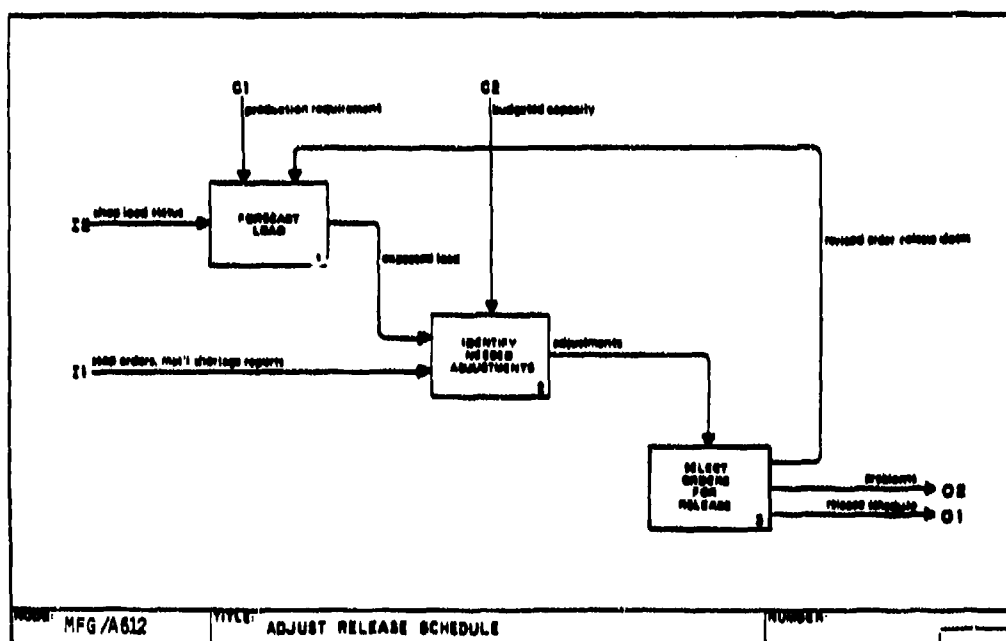 C1
production requirement
C2
budgeted capacity
I2
shop load status
FORECAST
LOAD
1
expected load
revised order release dates
I1
shop orders, mat'l shortage reports
IDENTIFY
NEEDED
ADJUSTMENTS
2
adjustments
SELECT
ORDERS
FOR
RELEASE
3
problems
O2
release schedule
O1
NODE: MFG/A612
TITLE: ADJUST RELEASE SCHEDULE
NUMBER: